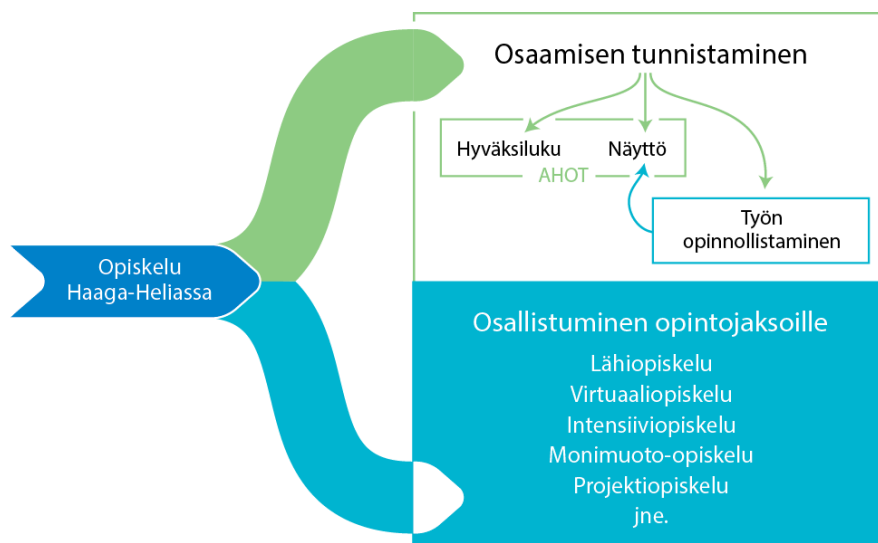 Opiskelu
Haaga-Heliassa
Osaamisen tunnistaminen
Hyväksiluku
Näyttö
AHOT
Työn
opinnollistaminen
Osallistuminen opintojaksoille
Lähiopiskelu
Virtuaaliopiskelu
Intensiiviopiskelu
Monimuoto-opiskelu
Projektiopiskelu
jne.